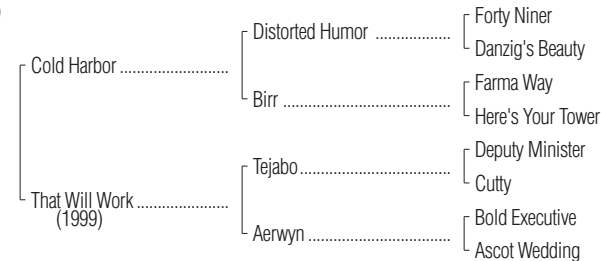 Forty Niner
Distorted Humor
Danzig's Beauty
Cold Harbor
Farma Way
Birr
Here's Your Tower
Deputy Minister
Tejabo
Cutty
That Will Work
(1999)
Bold Executive
Aerwyn
Ascot Wedding